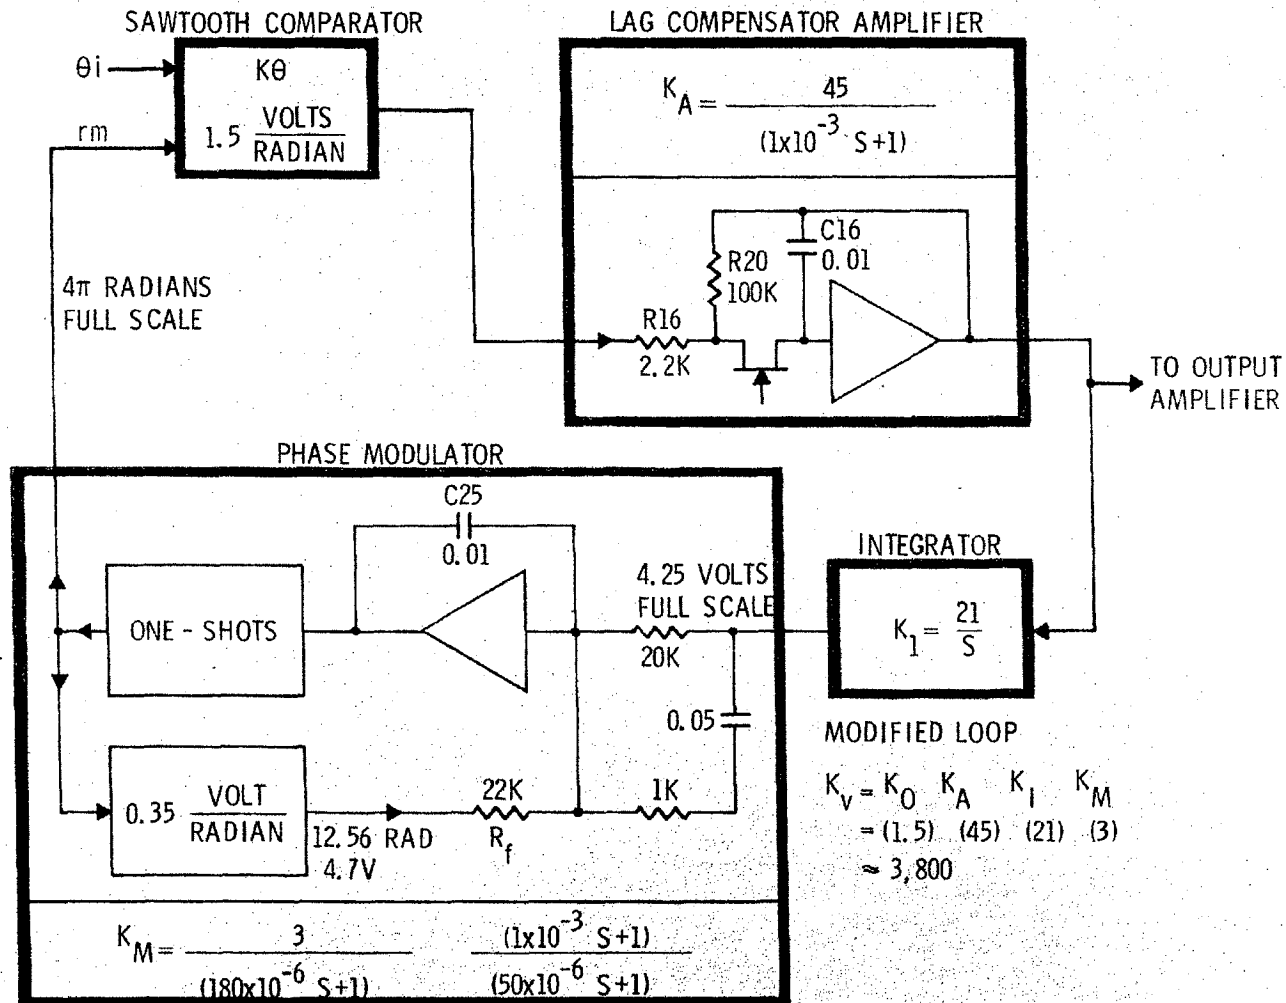 SAWTOOTH COMPARATOR
θi
Kθ
1.5 VOLTS
RADIAN
rm
4π RADIANS
FULL SCALE
LAG COMPENSATOR AMPLIFIER
K_A = 45
(1x10^-3 S+1)
C16
0.01
R20
100K
R16
2.2K
TO OUTPUT
AMPLIFIER
PHASE MODULATOR
C25
0.01
ONE - SHOTS
4.25 VOLTS
FULL SCALE
20K
0.05
1K
22K
R_f
0.35 VOLT
RADIAN
12.56 RAD
4.7V
K_M = 3 (1x10^-3 S+1)
(180x10^-6 S+1) (50x10^-6 S+1)
INTEGRATOR
K_1 = 21
S
MODIFIED LOOP
K_v = K_O K_A K_I K_M
= (1.5) (45) (21) (3)
≈ 3,800